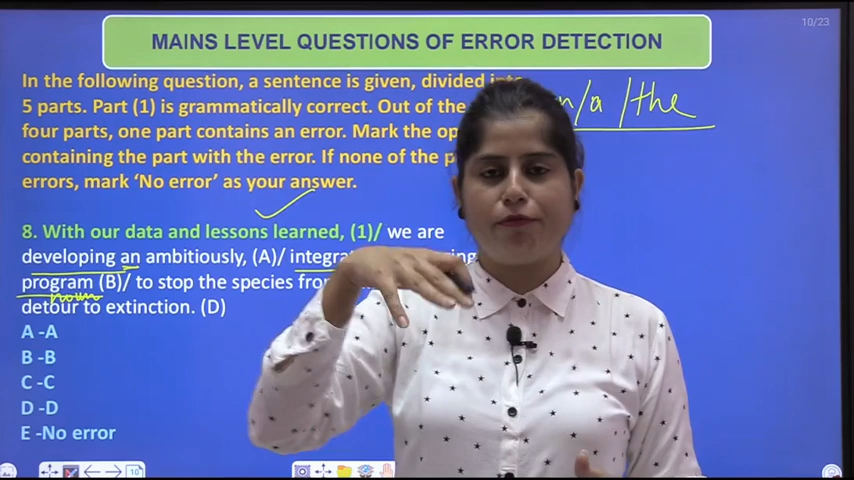 10/23
MAINS LEVEL QUESTIONS OF ERROR DETECTION
In the following question, a sentence is given, divided into
5 parts. Part (1) is grammatically correct. Out of the
/a /the
four parts, one part contains an error. Mark the op
containing the part with the error. If none of the p
errors, mark ‘No error’ as your answer.
8. With our data and lessons learned, (1)/ we are
developing an ambitiously, (A)/ integrat
program (B)/ to stop the species from
noun
detour to extinction. (D)
A -A
B -B
C -C
D -D
E -No error
10